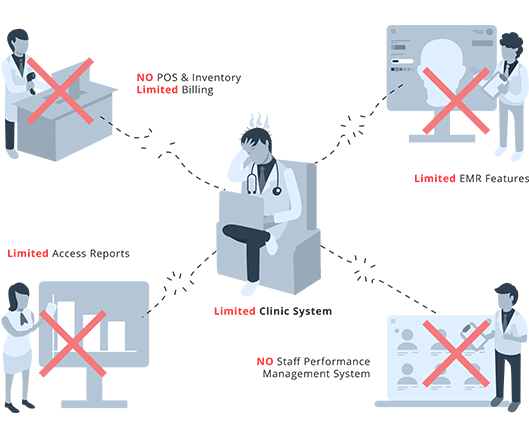 NO POS & Inventory
Limited Billing
Limited EMR Features
Limited Access Reports
Limited Clinic System
NO Staff Performance
Management System